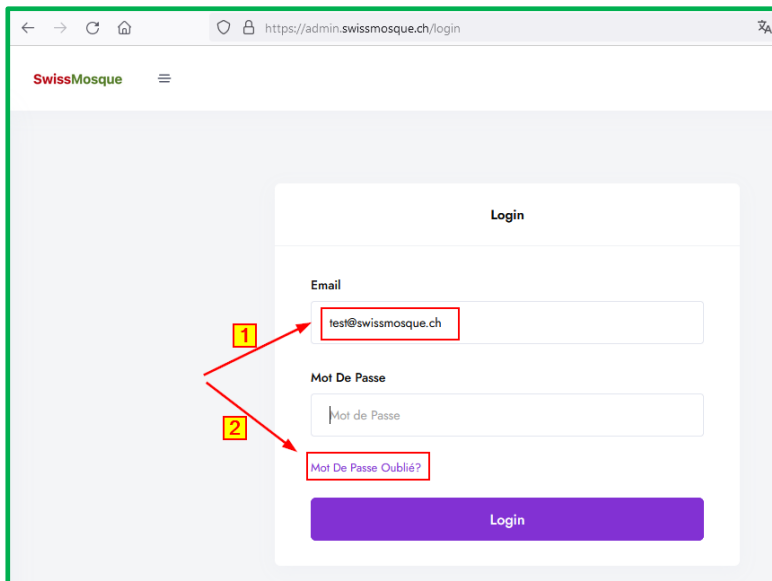 https://admin.swissmosque.ch/login
SwissMosque
Login
Email
1
test@swissmosque.ch
Mot De Passe
Mot de Passe
2
Mot De Passe Oublié?
Login